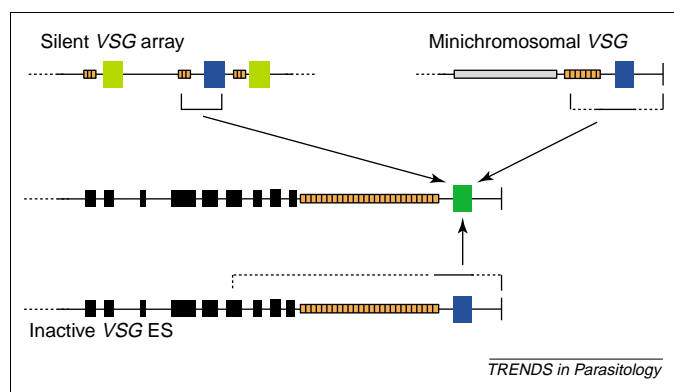 Silent VSG array
Minichromosomal VSG
Inactive VSG ES
TRENDS in Parasitology